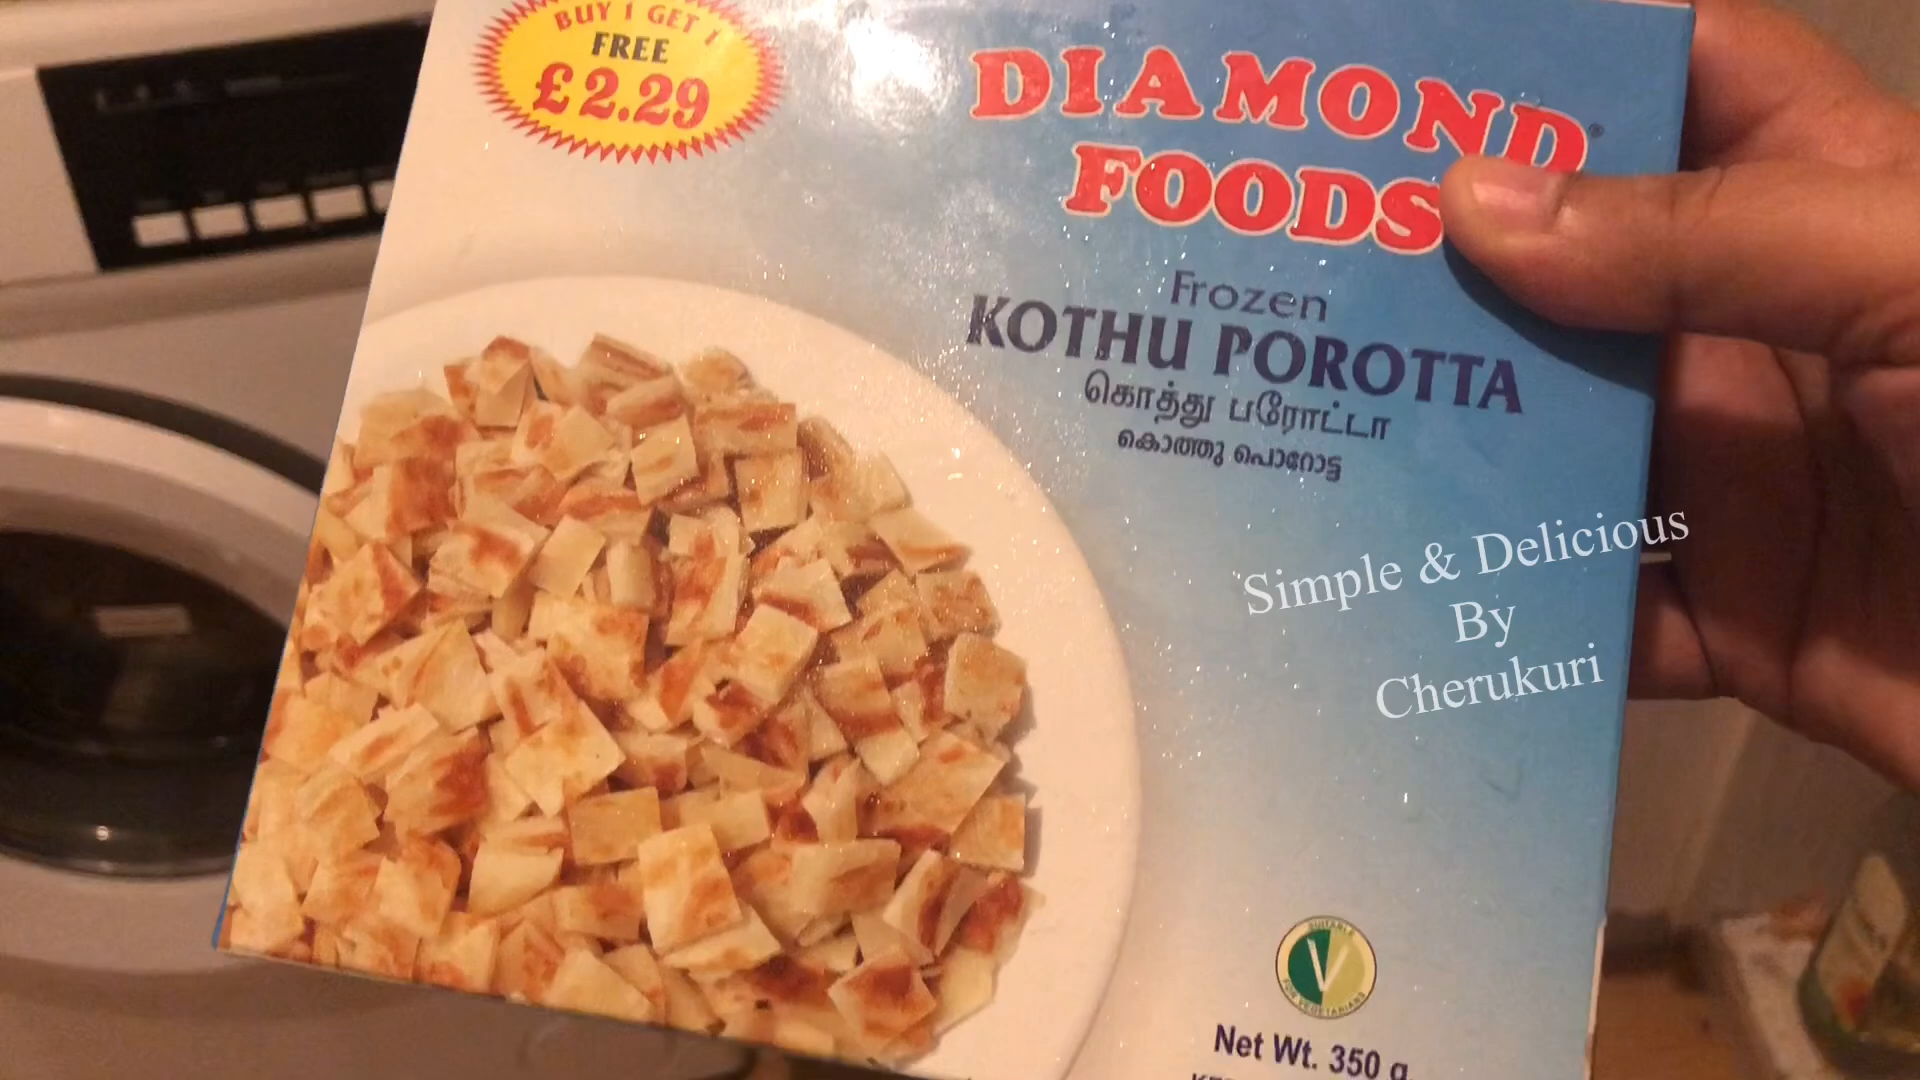 BUY 1 GET 1
FREE
£2.29
DIAMOND®
FOODS
Frozen
KOTHU POROTTA
கொத்து பரோட்டா
കൊത്തു പൊറോട്ട
Simple & Delicious
By
Cherukuri
SUITABLE
V
FOR VEGETARIANS
Net Wt. 350 g